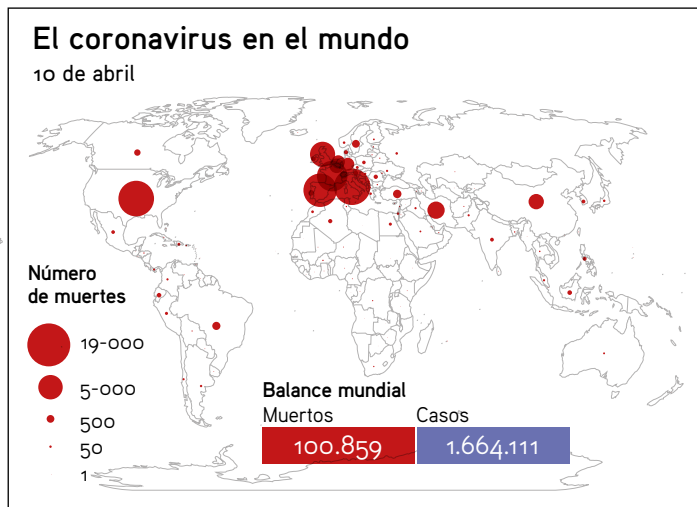 El coronavirus en el mundo
10 de abril
Número
de muertes
19-000
5-000
500
50
1
Balance mundial
Muertos Casos
100.859 1.664.111